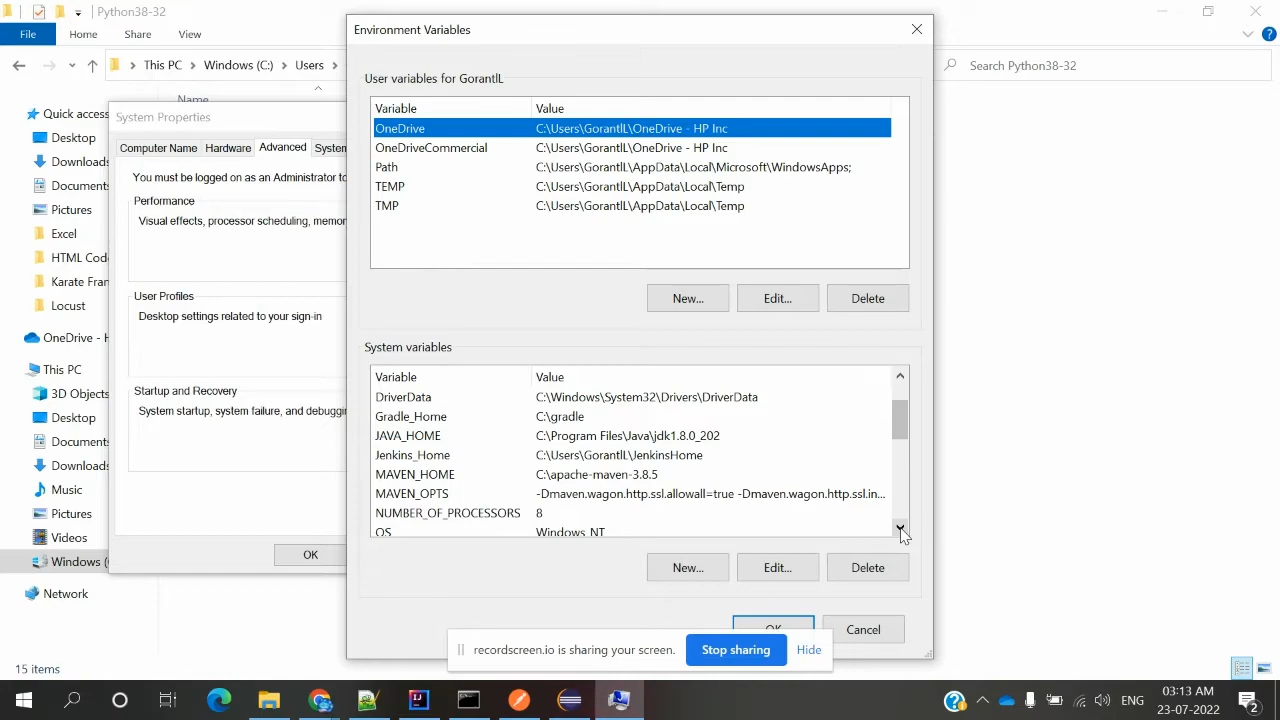 Python38-32
File
Home
Share
View
This PC
Windows (C:)
Users
Search Python38-32
Name
Quick access
Desktop
Downloads
Documents
Pictures
Excel
HTML Cod
Karate Fran
Locust
OneDrive - H
This PC
3D Objects
Desktop
Documents
Downloads
Music
Pictures
Videos
Windows (
Network
15 items
System Properties
Computer Name
Hardware
Advanced
System
You must be logged on as an Administrator to
Performance
Visual effects, processor scheduling, memor
User Profiles
Desktop settings related to your sign-in
Startup and Recovery
System startup, system failure, and debuggin
OK
Environment Variables
User variables for GorantlL
Variable Value
OneDrive C:\Users\GorantlL\OneDrive - HP Inc
OneDriveCommercial C:\Users\GorantlL\OneDrive - HP Inc
Path C:\Users\GorantlL\AppData\Local\Microsoft\WindowsApps;
TEMP C:\Users\GorantlL\AppData\Local\Temp
TMP C:\Users\GorantlL\AppData\Local\Temp
New... Edit... Delete
System variables
Variable Value
DriverData C:\Windows\System32\Drivers\DriverData
Gradle_Home C:\gradle
JAVA_HOME C:\Program Files\Java\jdk1.8.0_202
Jenkins_Home C:\Users\GorantlL\JenkinsHome
MAVEN_HOME C:\apache-maven-3.8.5
MAVEN_OPTS -Dmaven.wagon.http.ssl.allowall=true -Dmaven.wagon.http.ssl.in...
NUMBER_OF_PROCESSORS 8
OS Windows_NT
New... Edit... Delete
OK Cancel
recordscreen.io is sharing your screen. Stop sharing Hide
ENG
03:13 AM
23-07-2022
2